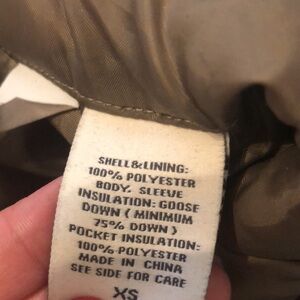 SHELL&LINING:
100% POLYESTER
BODY. SLEEVE
INSULATION: GOOSE
DOWN ( MINIMUM
75% DOWN )
POCKET INSULATION:
100% POLYESTER
MADE IN CHINA
SEE SIDE FOR CARE
XS